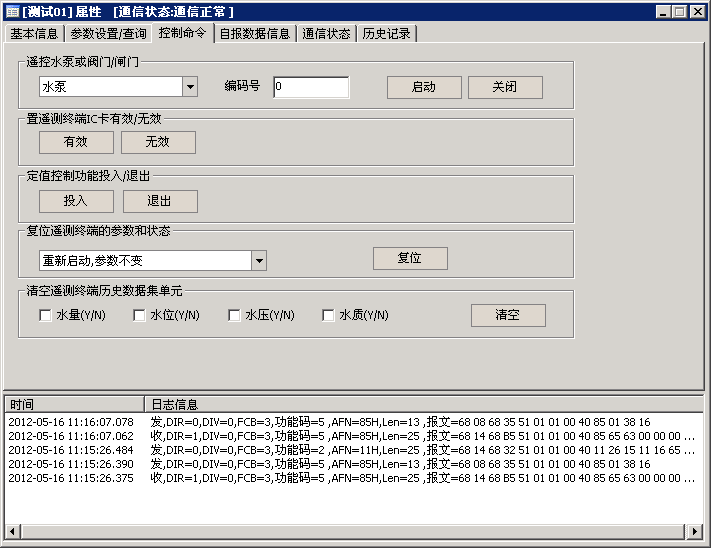 [测试01] 属性 [通信状态:通信正常 ]
基本信息 参数设置/查询 控制命令 自报数据信息 通信状态 历史记录
遥控水泵或阀门/闸门
水泵 编码号 0 启动 关闭
置遥测终端IC卡有效/无效
有效 无效
定值控制功能投入/退出
投入 退出
复位遥测终端的参数和状态
重新启动,参数不变 复位
清空遥测终端历史数据集单元
水量(Y/N) 水位(Y/N) 水压(Y/N) 水质(Y/N) 清空
时间 日志信息
2012-05-16 11:16:07.078 发,DIR=0,DIV=0,FCB=3,功能码=5 ,AFN=85H,Len=13 ,报文=68 08 68 35 51 01 01 00 40 85 01 38 16
2012-05-16 11:16:07.062 收,DIR=1,DIV=0,FCB=3,功能码=5 ,AFN=85H,Len=25 ,报文=68 14 68 B5 51 01 01 00 40 85 65 63 00 00 00 ...
2012-05-16 11:15:26.484 发,DIR=0,DIV=0,FCB=3,功能码=2 ,AFN=11H,Len=25 ,报文=68 14 68 32 51 01 01 00 40 11 26 15 11 16 65 ...
2012-05-16 11:15:26.390 发,DIR=0,DIV=0,FCB=3,功能码=5 ,AFN=85H,Len=13 ,报文=68 08 68 35 51 01 01 00 40 85 01 38 16
2012-05-16 11:15:26.375 收,DIR=1,DIV=0,FCB=3,功能码=5 ,AFN=85H,Len=25 ,报文=68 14 68 B5 51 01 01 00 40 85 65 63 00 00 00 ...